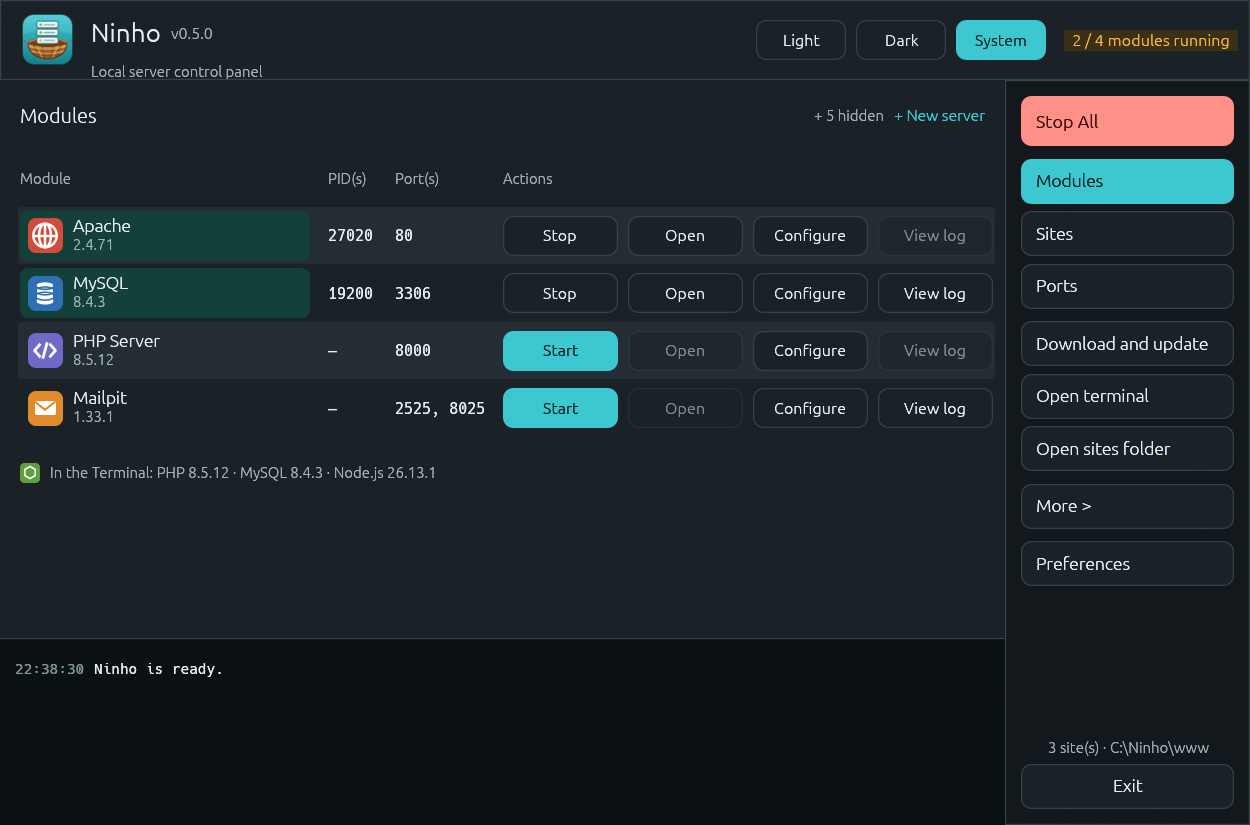 Ninho v0.5.0
Local server control panel
Light Dark System 2 / 4 modules running
Modules + 5 hidden + New server
Module PID(s) Port(s) Actions
Apache
2.4.71
27020 80 Stop Open Configure View log
MySQL
8.4.3
19200 3306 Stop Open Configure View log
PHP Server
8.5.12
– 8000 Start Open Configure View log
Mailpit
1.33.1
– 2525, 8025 Start Open Configure View log
In the Terminal: PHP 8.5.12 · MySQL 8.4.3 · Node.js 26.13.1
22:38:30 Ninho is ready.
Stop All
Modules
Sites
Ports
Download and update
Open terminal
Open sites folder
More >
Preferences
3 site(s) · C:\Ninho\www
Exit